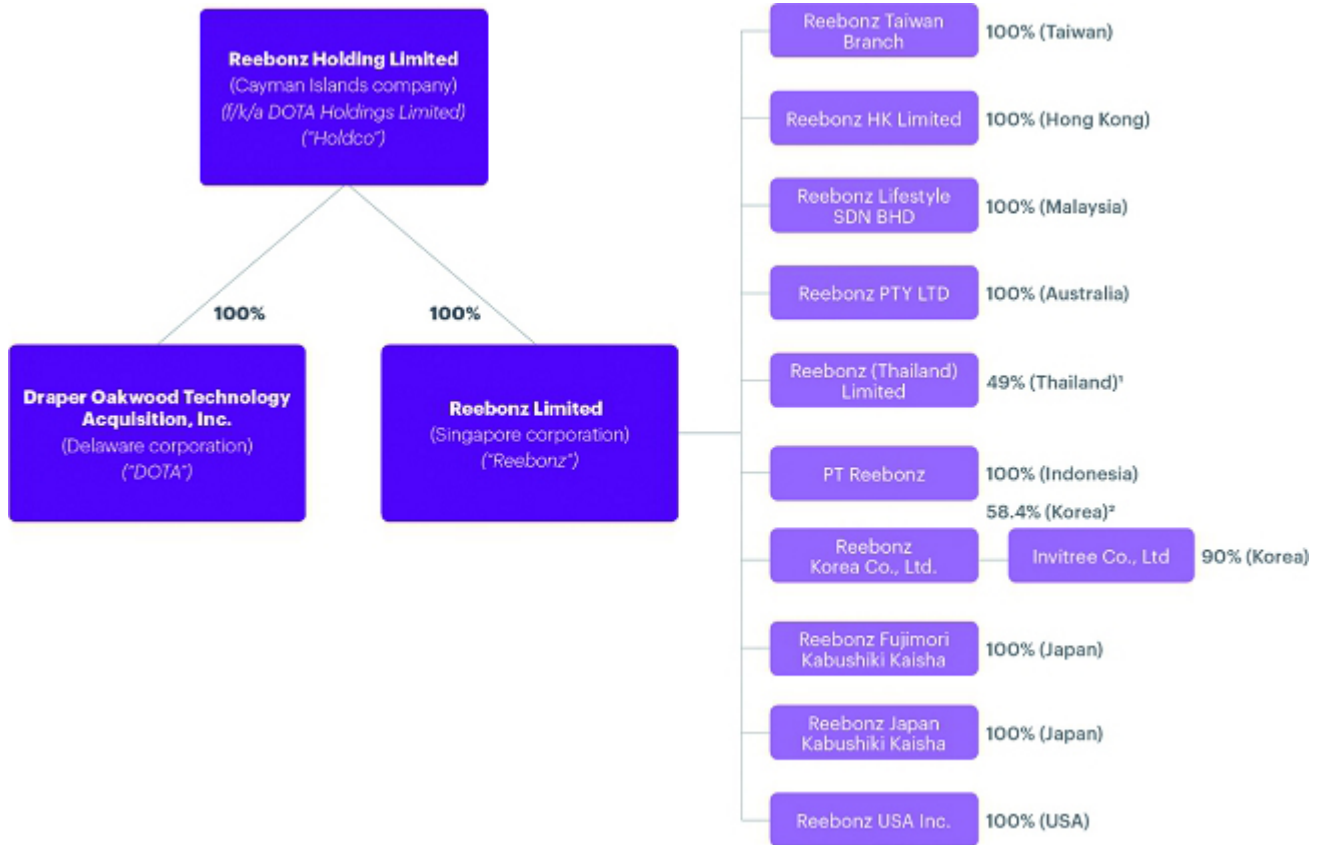 Reebonz Holding Limited
(Cayman Islands company)
(f/k/a DOTA Holdings Limited)
("Holdco")
100%
100%
Draper Oakwood Technology
Acquisition, Inc.
(Delaware corporation)
("DOTA")
Reebonz Limited
(Singapore corporation)
("Reebonz")
Reebonz Taiwan
Branch
100% (Taiwan)
Reebonz HK Limited
100% (Hong Kong)
Reebonz Lifestyle
SDN BHD
100% (Malaysia)
Reebonz PTY LTD
100% (Australia)
Reebonz (Thailand)
Limited
49% (Thailand)¹
PT Reebonz
100% (Indonesia)
58.4% (Korea)²
Reebonz
Korea Co., Ltd.
Invitree Co., Ltd
90% (Korea)
Reebonz Fujimori
Kabushiki Kaisha
100% (Japan)
Reebonz Japan
Kabushiki Kaisha
100% (Japan)
Reebonz USA Inc.
100% (USA)